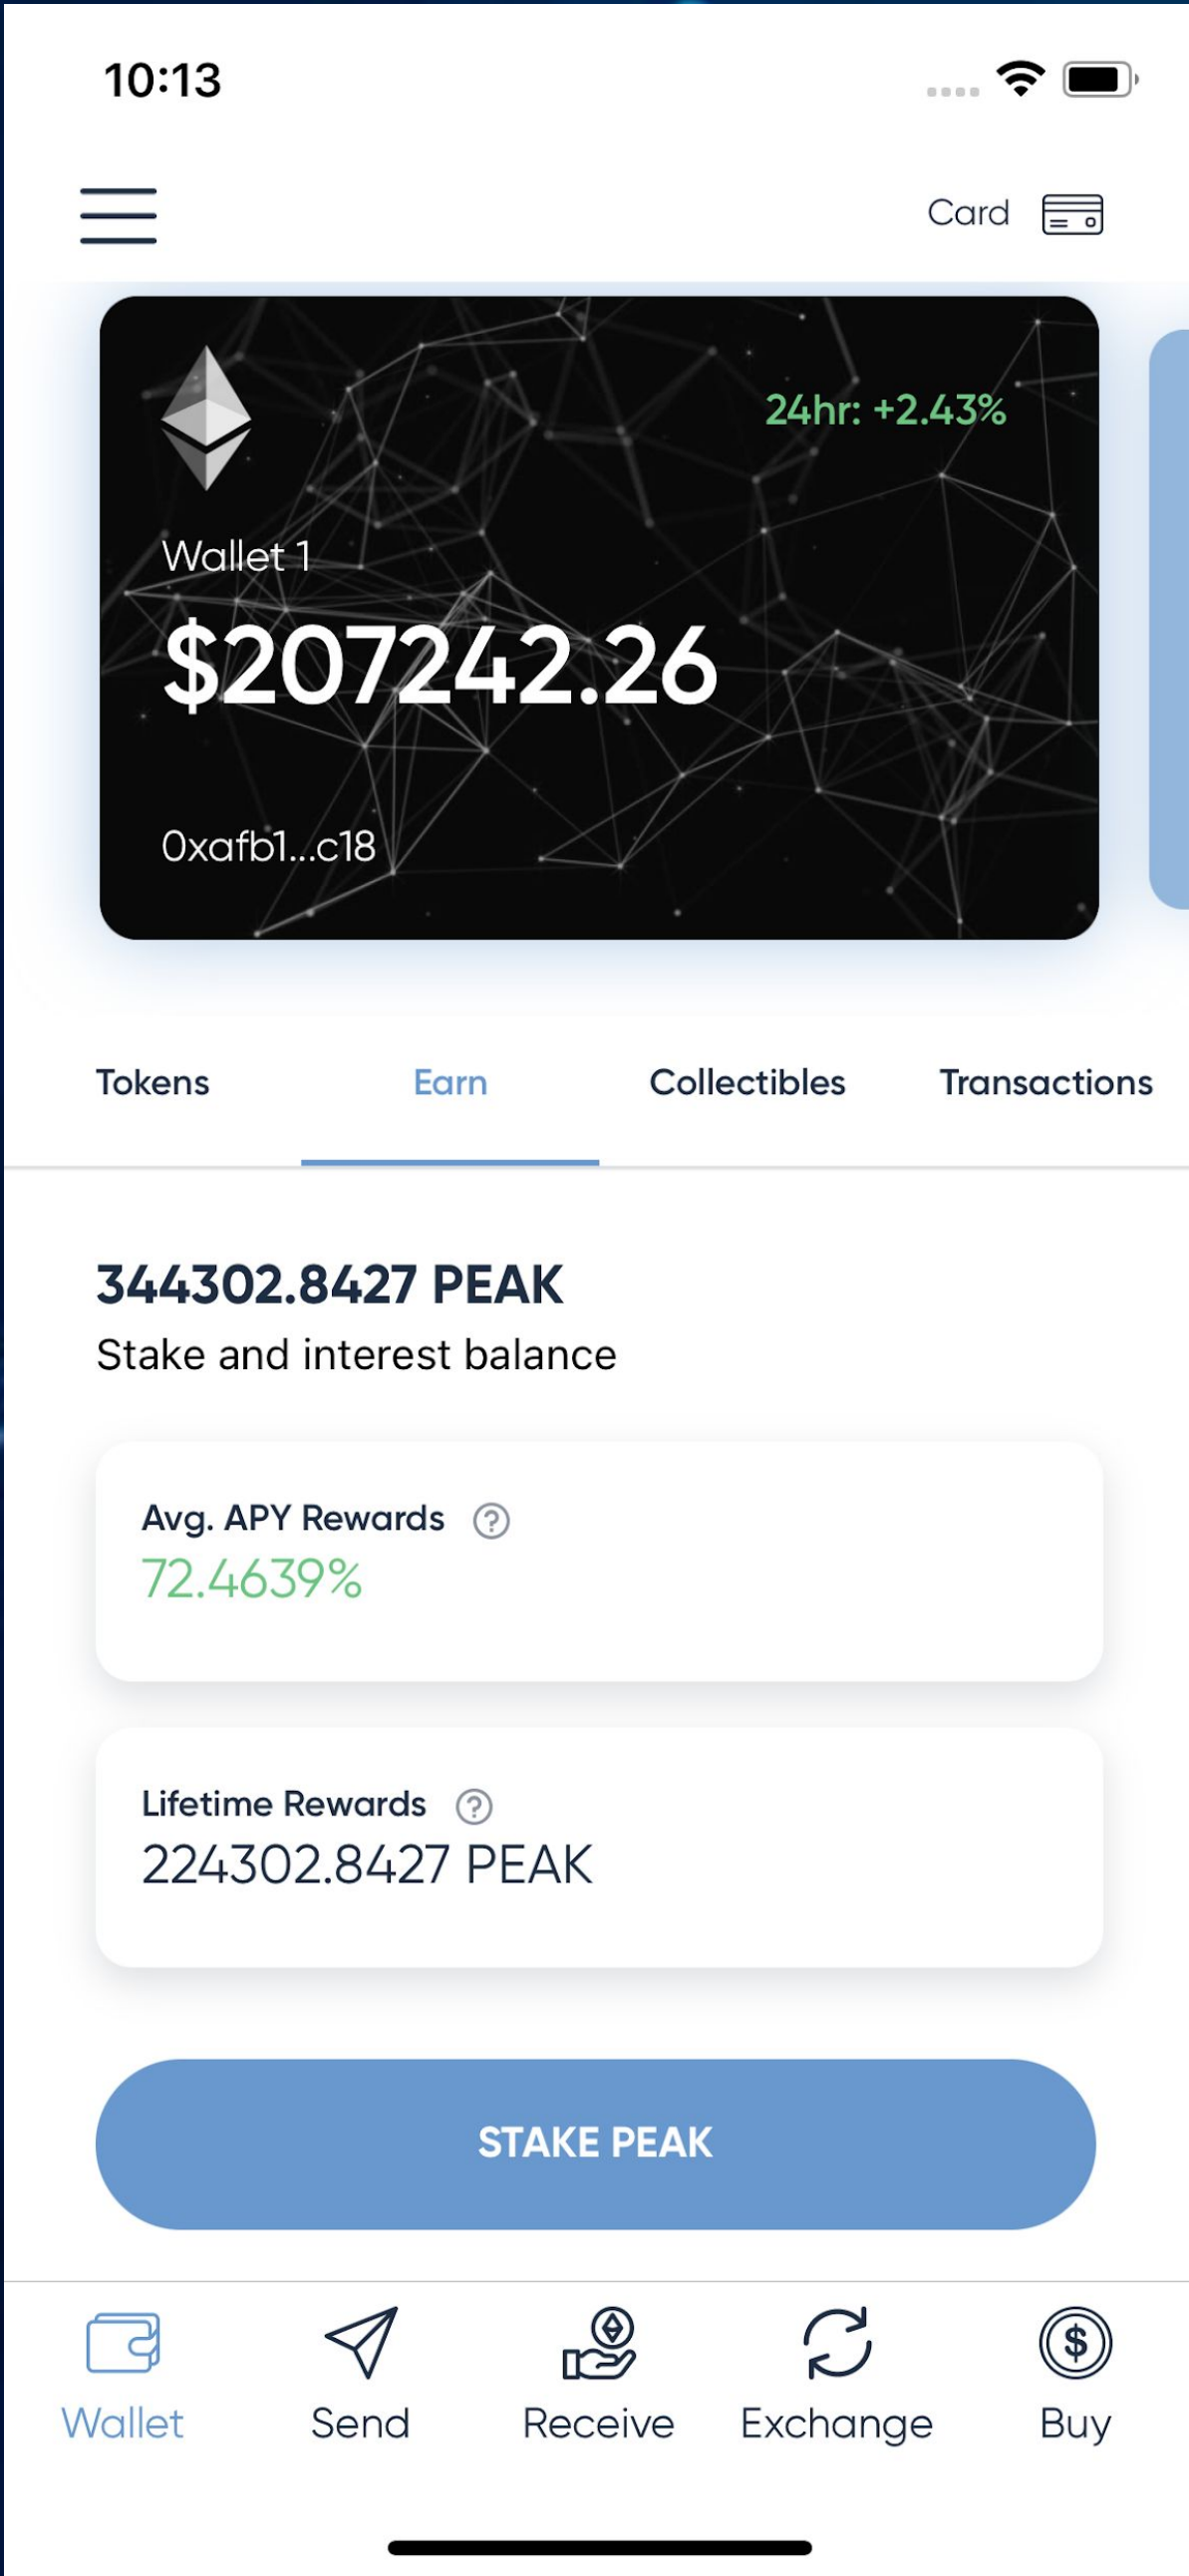 10:13
Card
24hr: +2.43%
Wallet 1
$207242.26
0xafb1...c18
Tokens Earn Collectibles Transactions
344302.8427 PEAK
Stake and interest balance
Avg. APY Rewards ?
72.4639%
Lifetime Rewards ?
224302.8427 PEAK
STAKE PEAK
Wallet Send Receive Exchange Buy